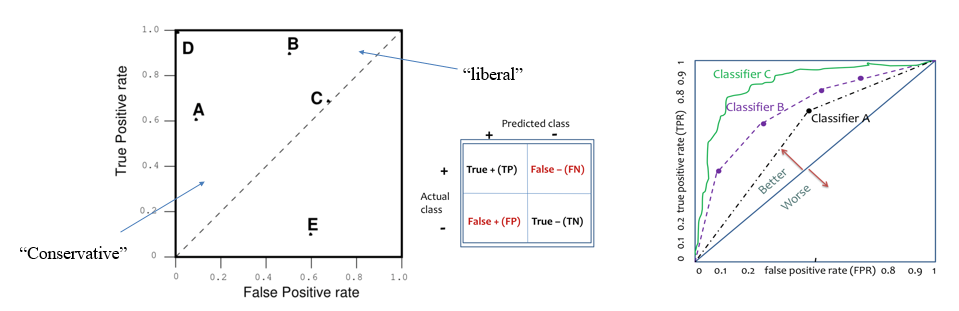 1.0
D
B
"liberal"
0.8
True Positive rate
A
C
0.6
0.4
0.2
E
0
"Conservative"
0 0.2 0.4 0.6 0.8 1.0
False Positive rate
Predicted class
+ -
+ True + (TP) False – (FN)
Actual
class
- False + (FP) True – (TN)
Classifier C
Classifier B
Classifier A
Better
Worse
0 0.1 0.2 true positive rate (TPR) 0.8 0.9 1
0 0.1 0.2 false positive rate (FPR) 0.8 0.9 1